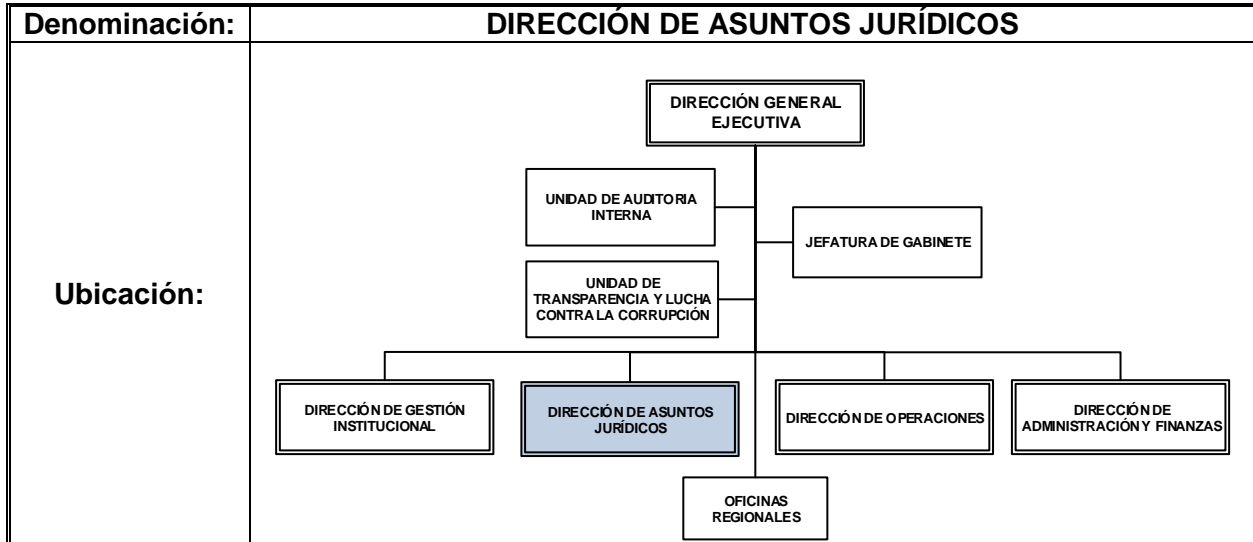 Denominación:
DIRECCIÓN DE ASUNTOS JURÍDICOS
Ubicación:
DIRECCIÓN GENERAL
EJECUTIVA
UNIDAD DE AUDITORIA
INTERNA
JEFATURA DE GABINETE
UNIDAD DE
TRANSPARENCIA Y LUCHA
CONTRA LA CORRUPCIÓN
DIRECCIÓN DE GESTIÓN
INSTITUCIONAL
DIRECCIÓN DE ASUNTOS
JURÍDICOS
DIRECCIÓN DE OPERACIONES
DIRECCIÓN DE
ADMINISTRACIÓN Y FINANZAS
OFICINAS
REGIONALES